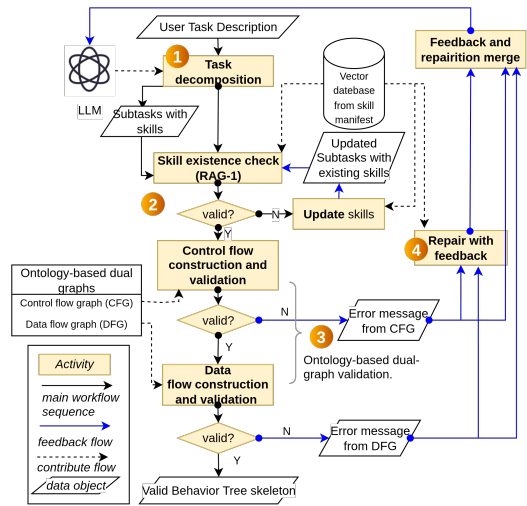 User Task Description
Feedback and
repairition merge
1
Task
decomposition
LLM
Vector
datebase
from skill
manifest
Subtasks with
skills
Updated
Subtasks with
existing skills
Skill existence check
(RAG-1)
2
valid?
N
Update skills
Y
4
Repair with
feedback
Control flow
construction and
validation
Ontology-based dual
graphs
Control flow graph (CFG)
Data flow graph (DFG)
valid?
N
Error message
from CFG
3
Y
Ontology-based dual-
graph validation.
Data
flow construction
and validation
Activity
main workflow
sequence
feedback flow
contribute flow
data object
valid?
N
Error message
from DFG
Y
Valid Behavior Tree skeleton